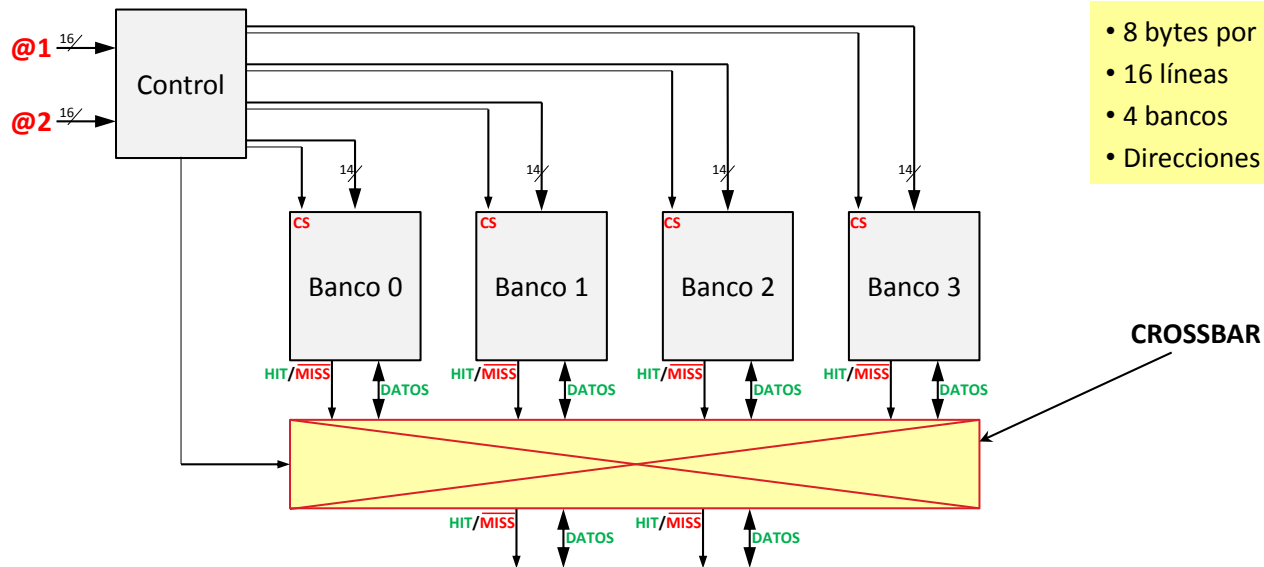 @1
16
@2
16
Control
• 8 bytes por
• 16 líneas
• 4 bancos
• Direcciones
14
14
14
14
CS
CS
CS
CS
Banco 0
Banco 1
Banco 2
Banco 3
CROSSBAR
HIT/MISS
DATOS
HIT/MISS
DATOS
HIT/MISS
DATOS
HIT/MISS
DATOS
HIT/MISS
DATOS
HIT/MISS
DATOS